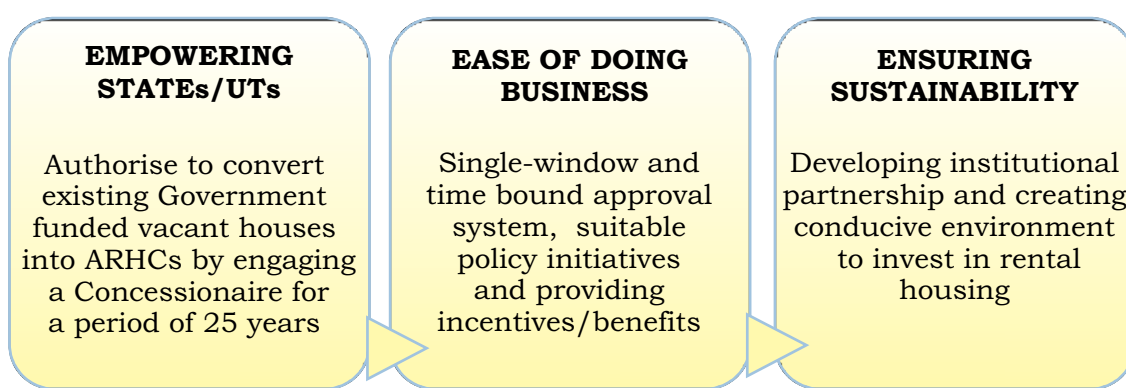 EMPOWERING
STATEs/UTs
Authorise to convert
existing Government
funded vacant houses
into ARHCs by engaging
a Concessionaire for
a period of 25 years
EASE OF DOING
BUSINESS
Single-window and
time bound approval
system, suitable
policy initiatives
and providing
incentives/benefits
ENSURING
SUSTAINABILITY
Developing institutional
partnership and creating
conducive environment
to invest in rental
housing